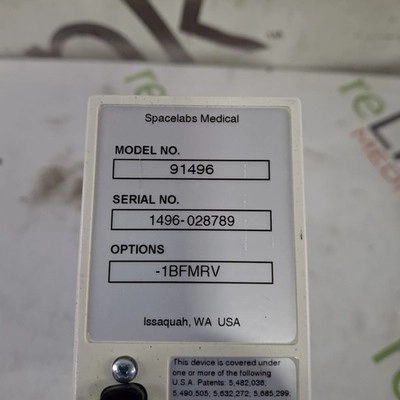 Spacelabs Medical
MODEL NO.
91496
SERIAL NO.
1496-028789
OPTIONS
-1BFMRV
Issaquah, WA USA
This device is covered under
one or more of the following
U.S.A. Patents: 5,482,036;
5,490,505; 5,632,272; 5,685,299;
re
MEDI